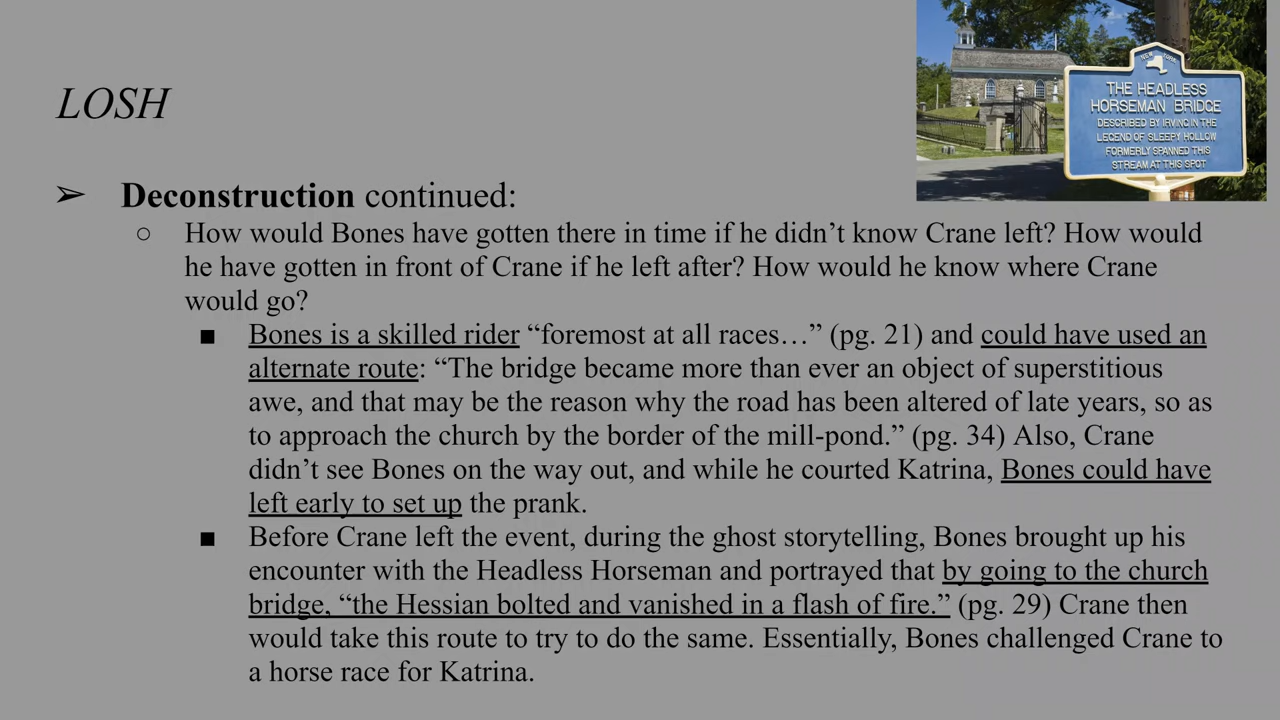 LOSH
NEW YORK
THE HEADLESS
HORSEMAN BRIDGE
DESCRIBED BY IRVING IN THE
LEGEND OF SLEEPY HOLLOW
FORMERLY SPANNED THIS
STREAM AT THIS SPOT
➢ Deconstruction continued:
○ How would Bones have gotten there in time if he didn’t know Crane left? How would
he have gotten in front of Crane if he left after? How would he know where Crane
would go?
■ Bones is a skilled rider “foremost at all races…” (pg. 21) and could have used an
alternate route: “The bridge became more than ever an object of superstitious
awe, and that may be the reason why the road has been altered of late years, so as
to approach the church by the border of the mill-pond.” (pg. 34) Also, Crane
didn’t see Bones on the way out, and while he courted Katrina, Bones could have
left early to set up the prank.
■ Before Crane left the event, during the ghost storytelling, Bones brought up his
encounter with the Headless Horseman and portrayed that by going to the church
bridge, “the Hessian bolted and vanished in a flash of fire.” (pg. 29) Crane then
would take this route to try to do the same. Essentially, Bones challenged Crane to
a horse race for Katrina.